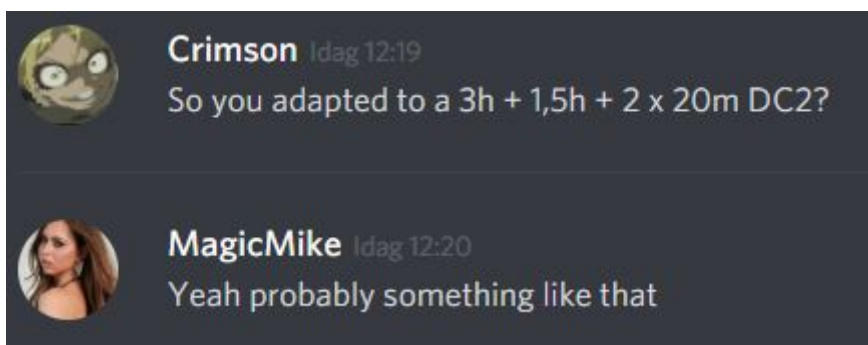 Crimson Idag 12:19
So you adapted to a 3h + 1,5h + 2 x 20m DC2?
MagicMike Idag 12:20
Yeah probably something like that